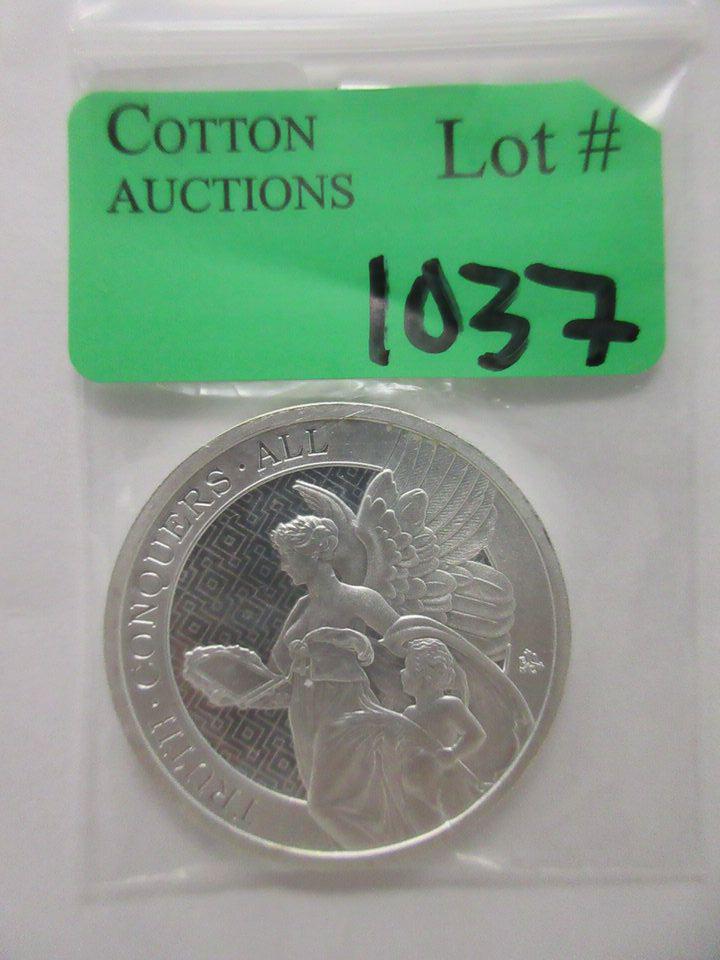 COTTON
AUCTIONS
Lot #
1037
TRUTH · CONQUERS · ALL